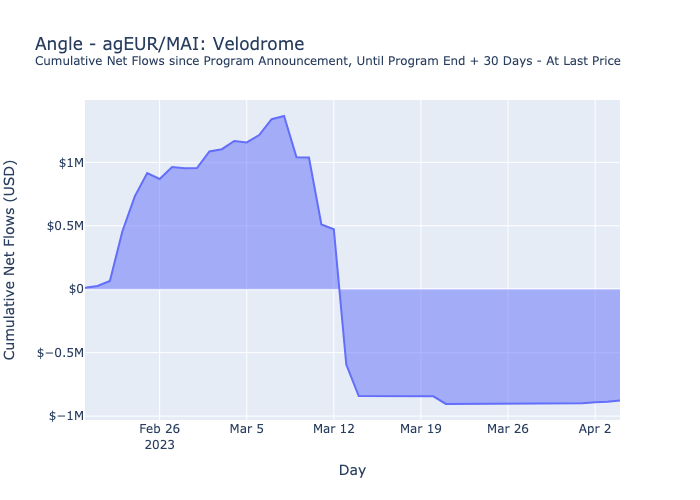 Angle - agEUR/MAI: Velodrome
Cumulative Net Flows since Program Announcement, Until Program End + 30 Days - At Last Price
Cumulative Net Flows (USD)
$1M
$0.5M
$0
$−0.5M
$−1M
Feb 26
2023
Mar 5
Mar 12
Mar 19
Mar 26
Apr 2
Day